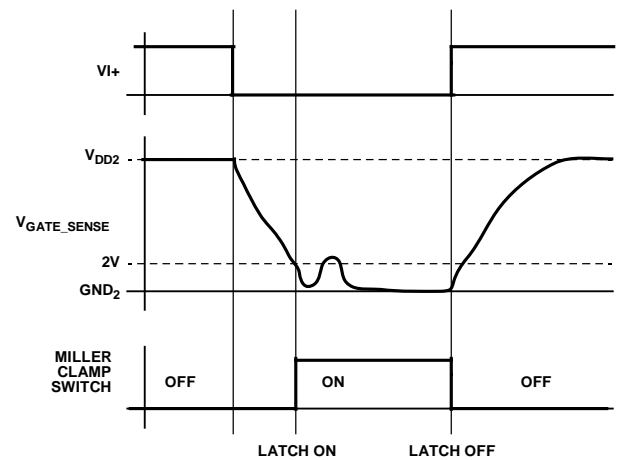 VI+
VDD2
VGATE_SENSE
2V
GND2
MILLER
CLAMP
SWITCH
OFF
ON
OFF
LATCH ON
LATCH OFF